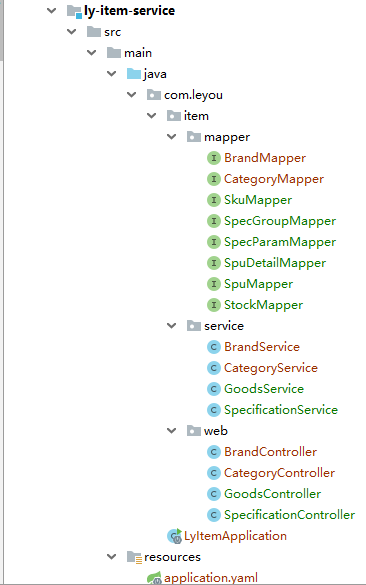 ly-item-service
src
main
java
com.leyou
item
mapper
BrandMapper
CategoryMapper
SkuMapper
SpecGroupMapper
SpecParamMapper
SpuDetailMapper
SpuMapper
StockMapper
service
BrandService
CategoryService
GoodsService
SpecificationService
web
BrandController
CategoryController
GoodsController
SpecificationController
LyItemApplication
resources
application.yaml